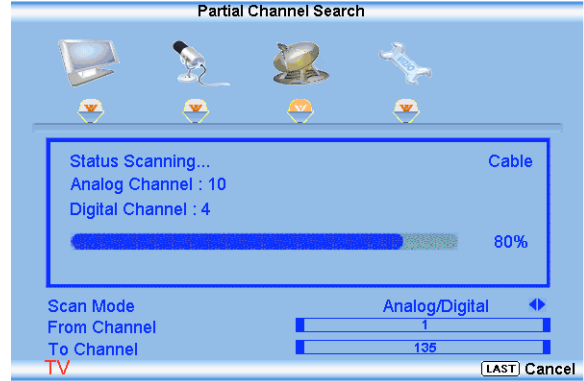 Partial Channel Search
Status Scanning... Cable
Analog Channel : 10
Digital Channel : 4
80%
Scan Mode Analog/Digital
From Channel 1
To Channel 135
TV LAST Cancel